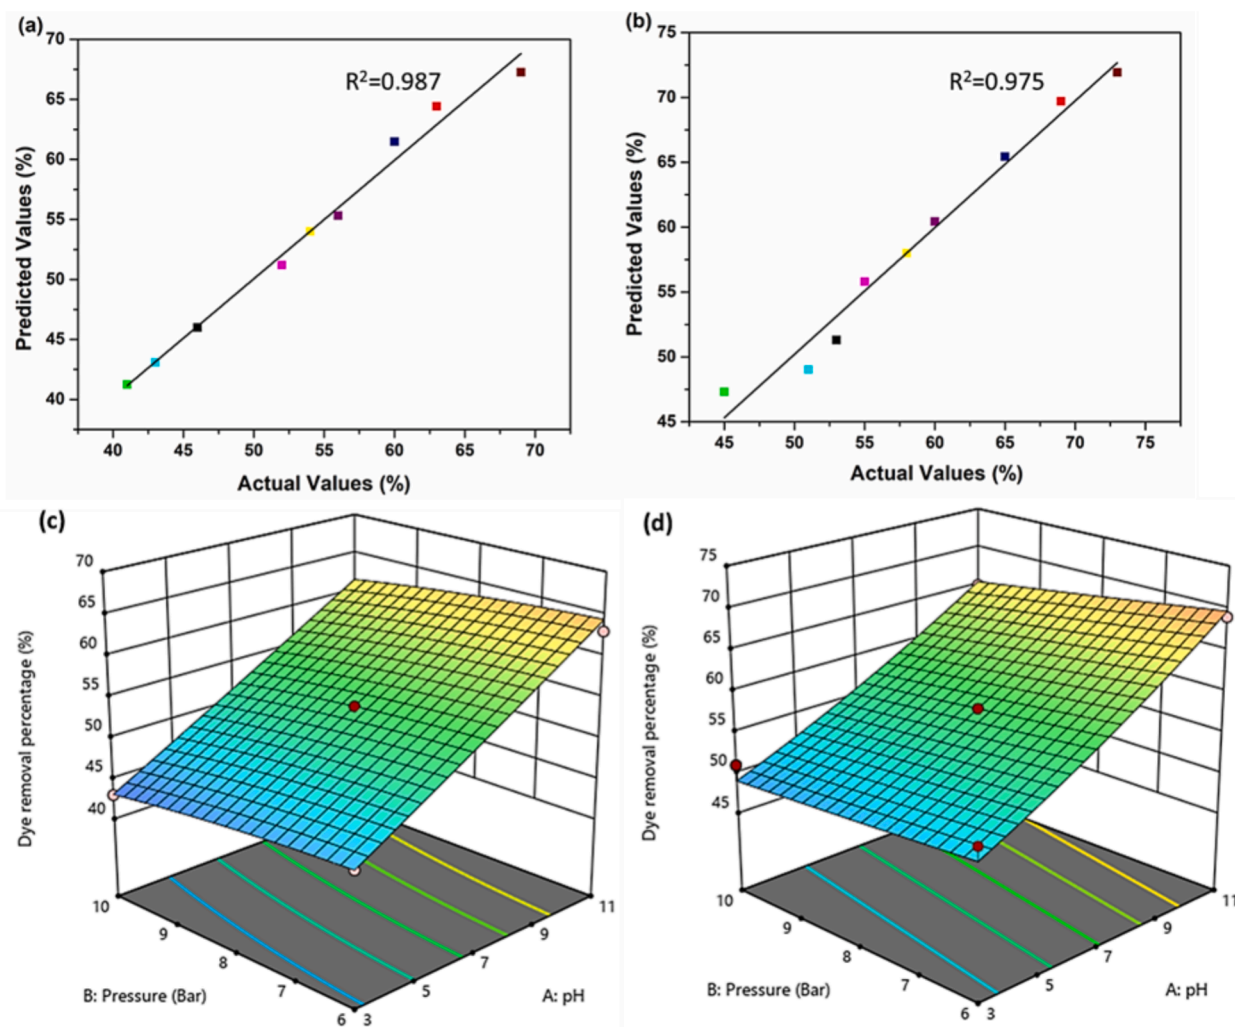 (a)
R²=0.987
70
65
60
55
50
45
40
Predicted Values (%)
40 45 50 55 60 65 70
Actual Values (%)
(b)
R²=0.975
75
70
65
60
55
50
45
Predicted Values (%)
45 50 55 60 65 70 75
Actual Values (%)
(c)
70
65
60
55
50
45
40
Dye removal percentage (%)
10
9
8
7
6
B: Pressure (Bar)
3
5
7
9
11
A: pH
(d)
75
70
65
60
55
50
45
Dye removal percentage (%)
10
9
8
7
6
B: Pressure (Bar)
3
5
7
9
11
A: pH